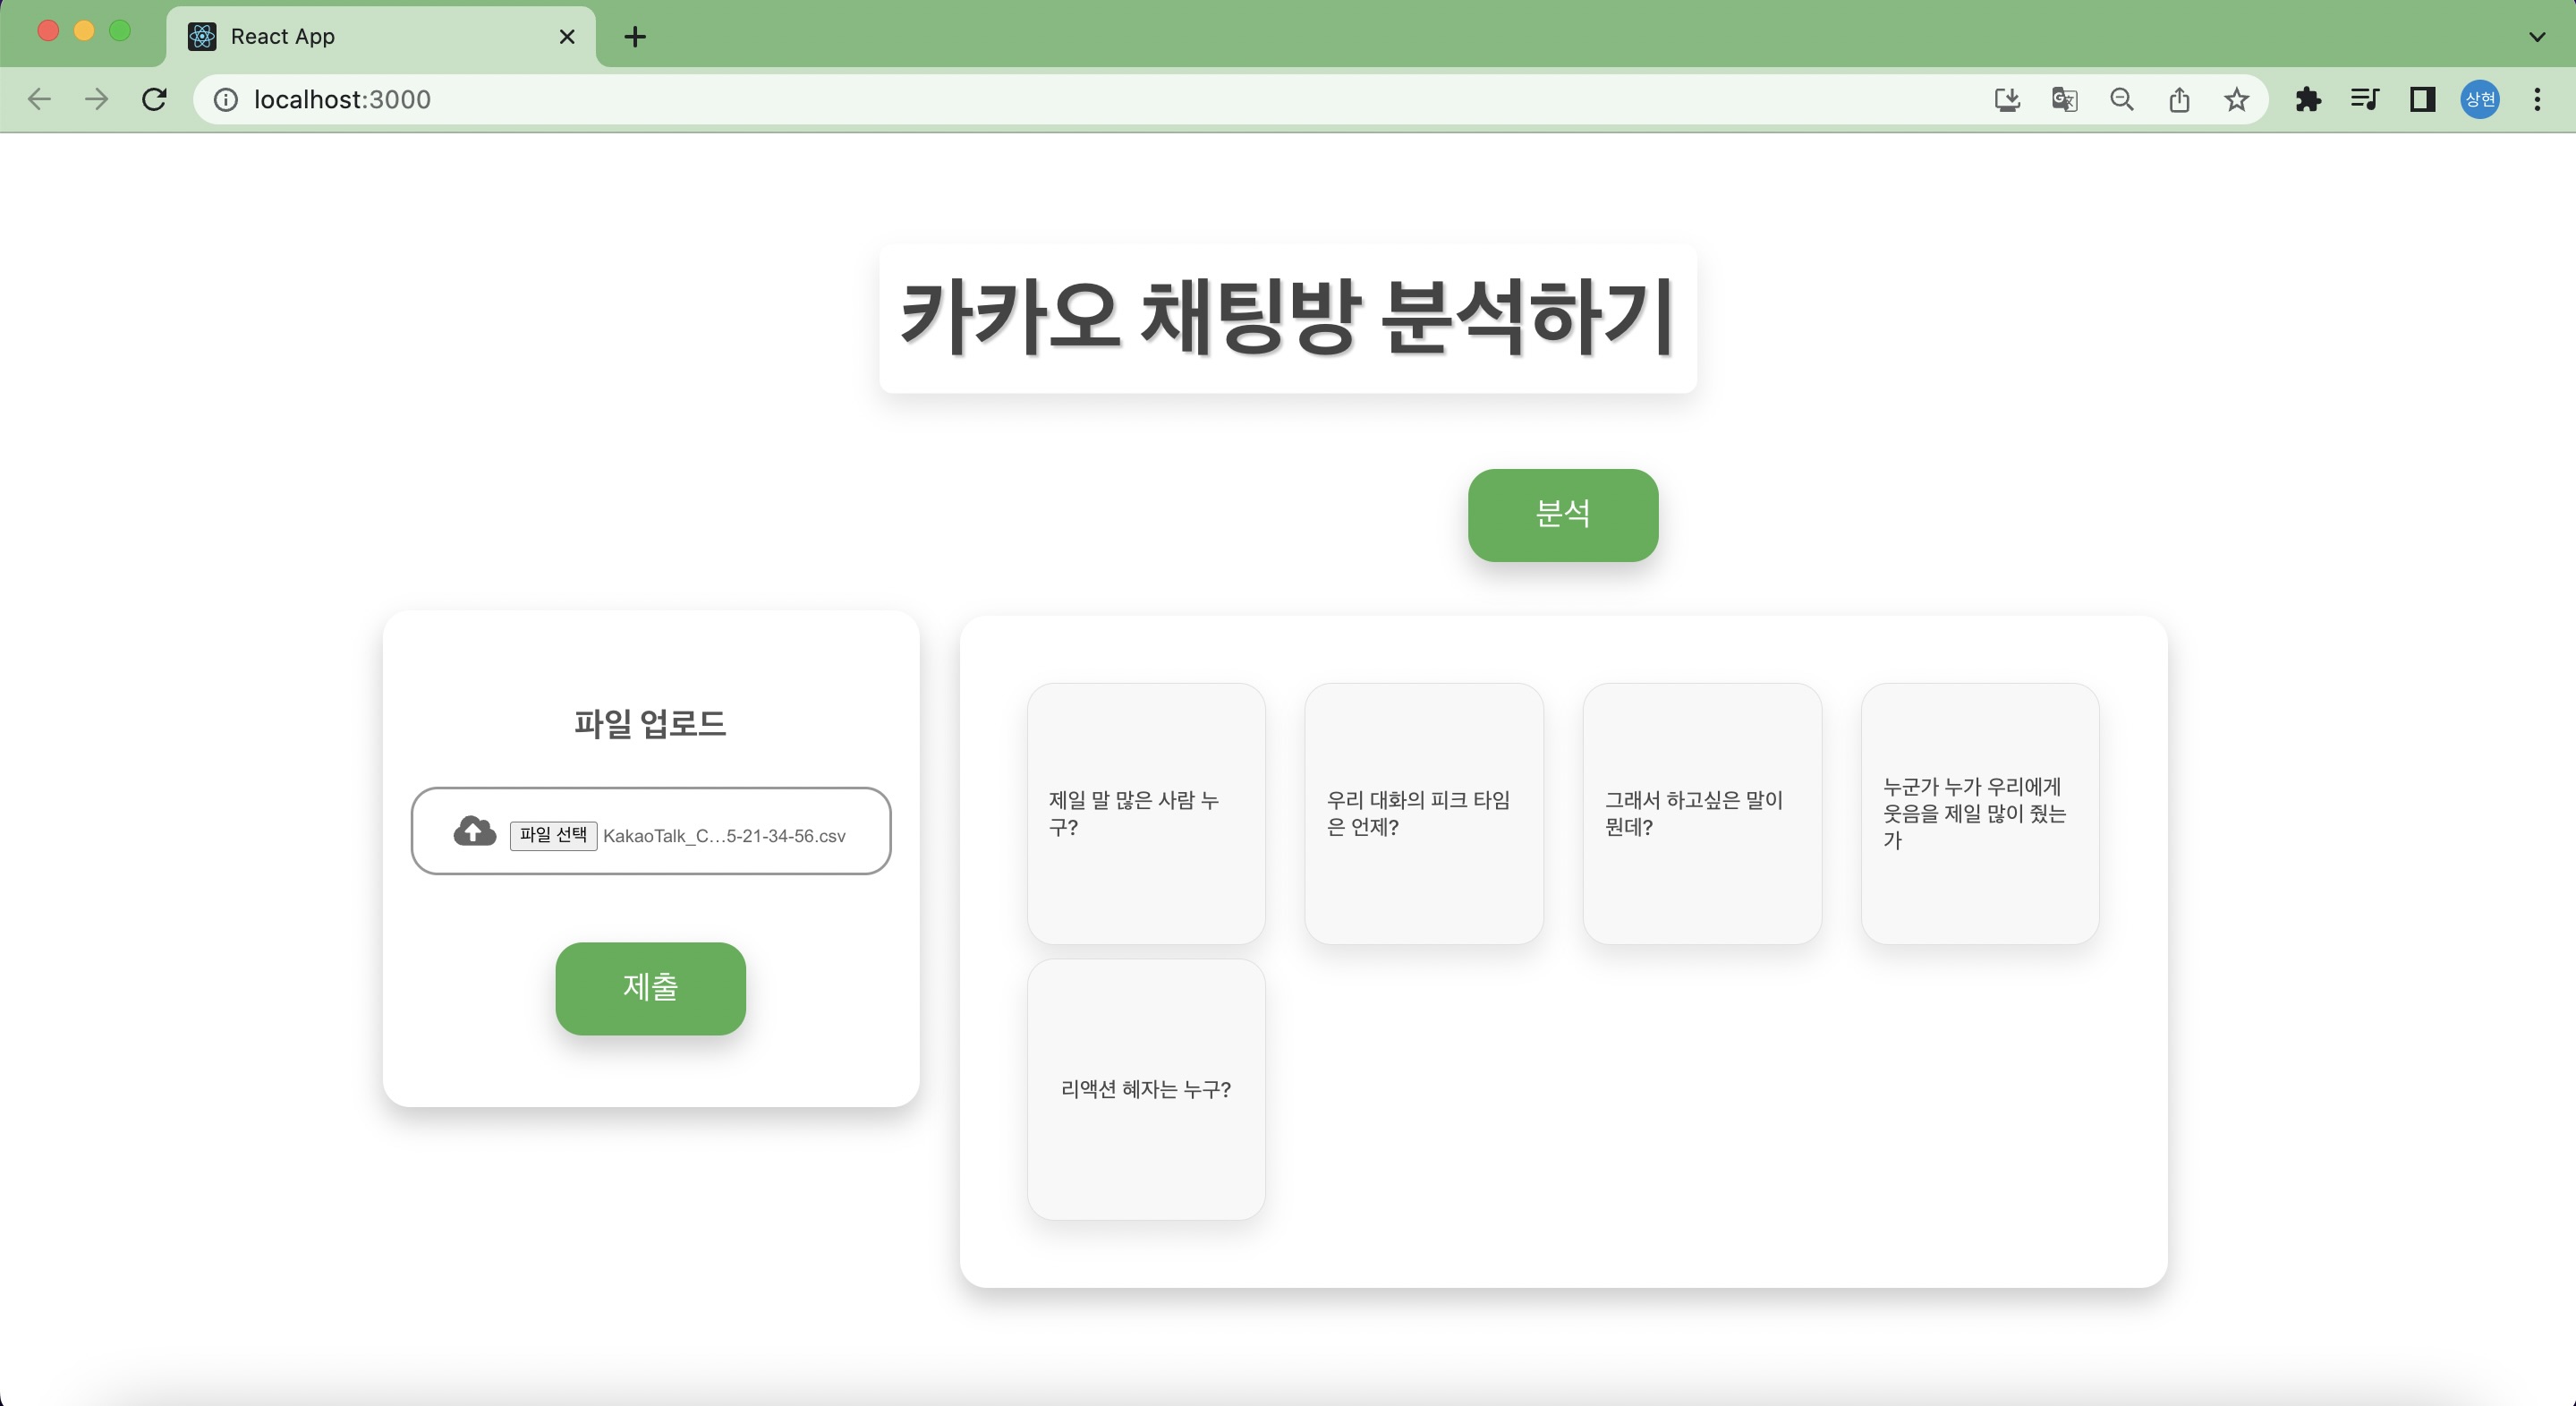 React App
localhost:3000
상현
카카오 채팅방 분석하기
분석
파일 업로드
파일 선택 KakaoTalk_C...5-21-34-56.csv
제출
제일 말 많은 사람 누
구?
우리 대화의 피크 타임
은 언제?
그래서 하고싶은 말이
뭔데?
누군가 누가 우리에게
웃음을 제일 많이 줬는
가
리액션 혜자는 누구?